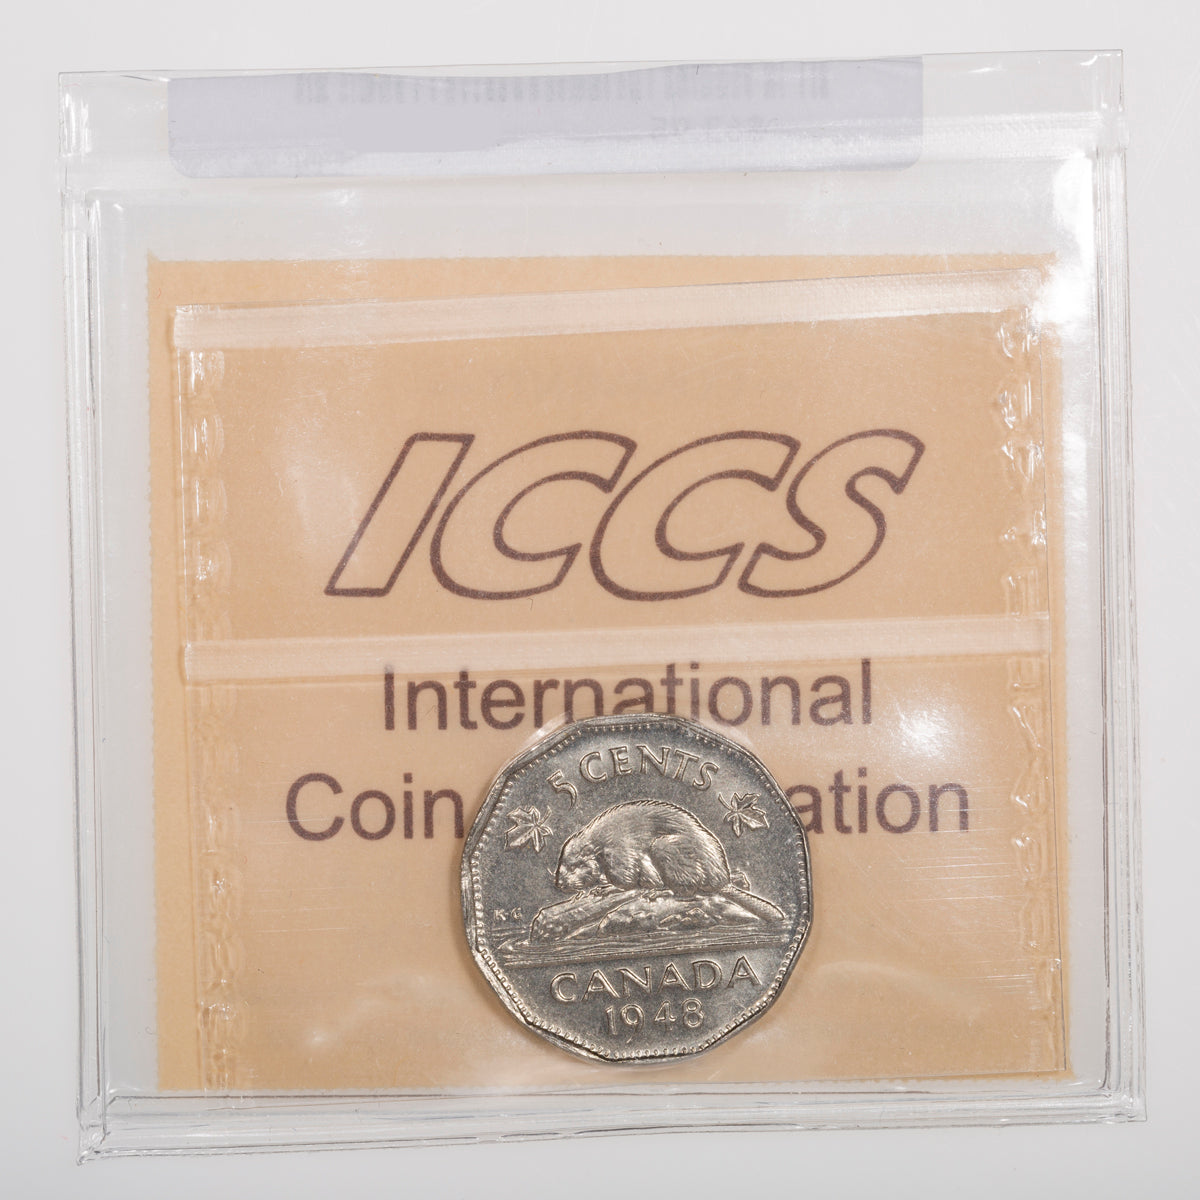 ICCS
International
Coin ation
5 CENTS
KG
CANADA
1948